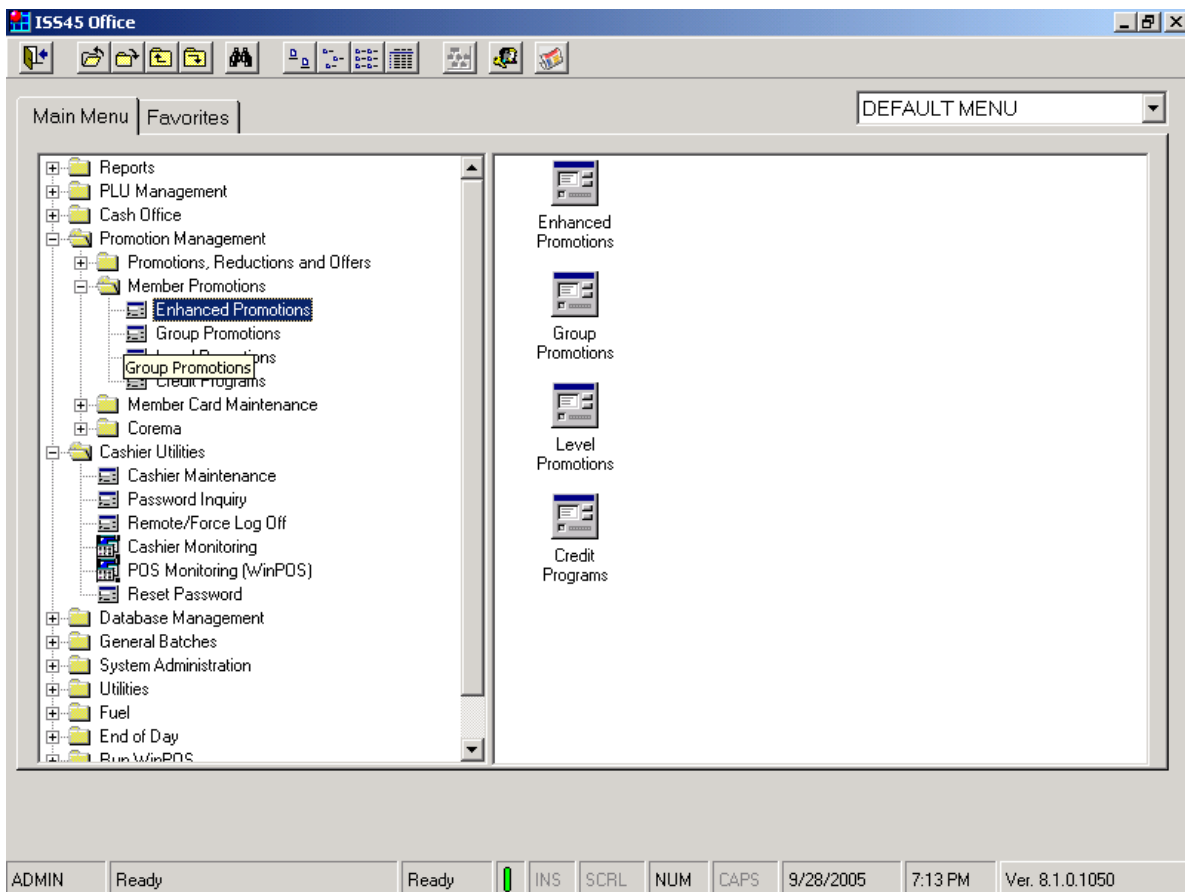 ISS45 Office
Main Menu
Favorites
DEFAULT MENU
Reports
PLU Management
Cash Office
Promotion Management
Promotions, Reductions and Offers
Member Promotions
Enhanced Promotions
Group Promotions
Group Promotions
Credit Programs
Member Card Maintenance
Corema
Cashier Utilities
Cashier Maintenance
Password Inquiry
Remote/Force Log Off
Cashier Monitoring
POS Monitoring (WinPOS)
Reset Password
Database Management
General Batches
System Administration
Utilities
Fuel
End of Day
Run WinPOS
Enhanced
Promotions
Group
Promotions
Level
Promotions
Credit
Programs
ADMIN Ready Ready INS SCRL NUM CAPS 9/28/2005 7:13 PM Ver. 8.1.0.1050